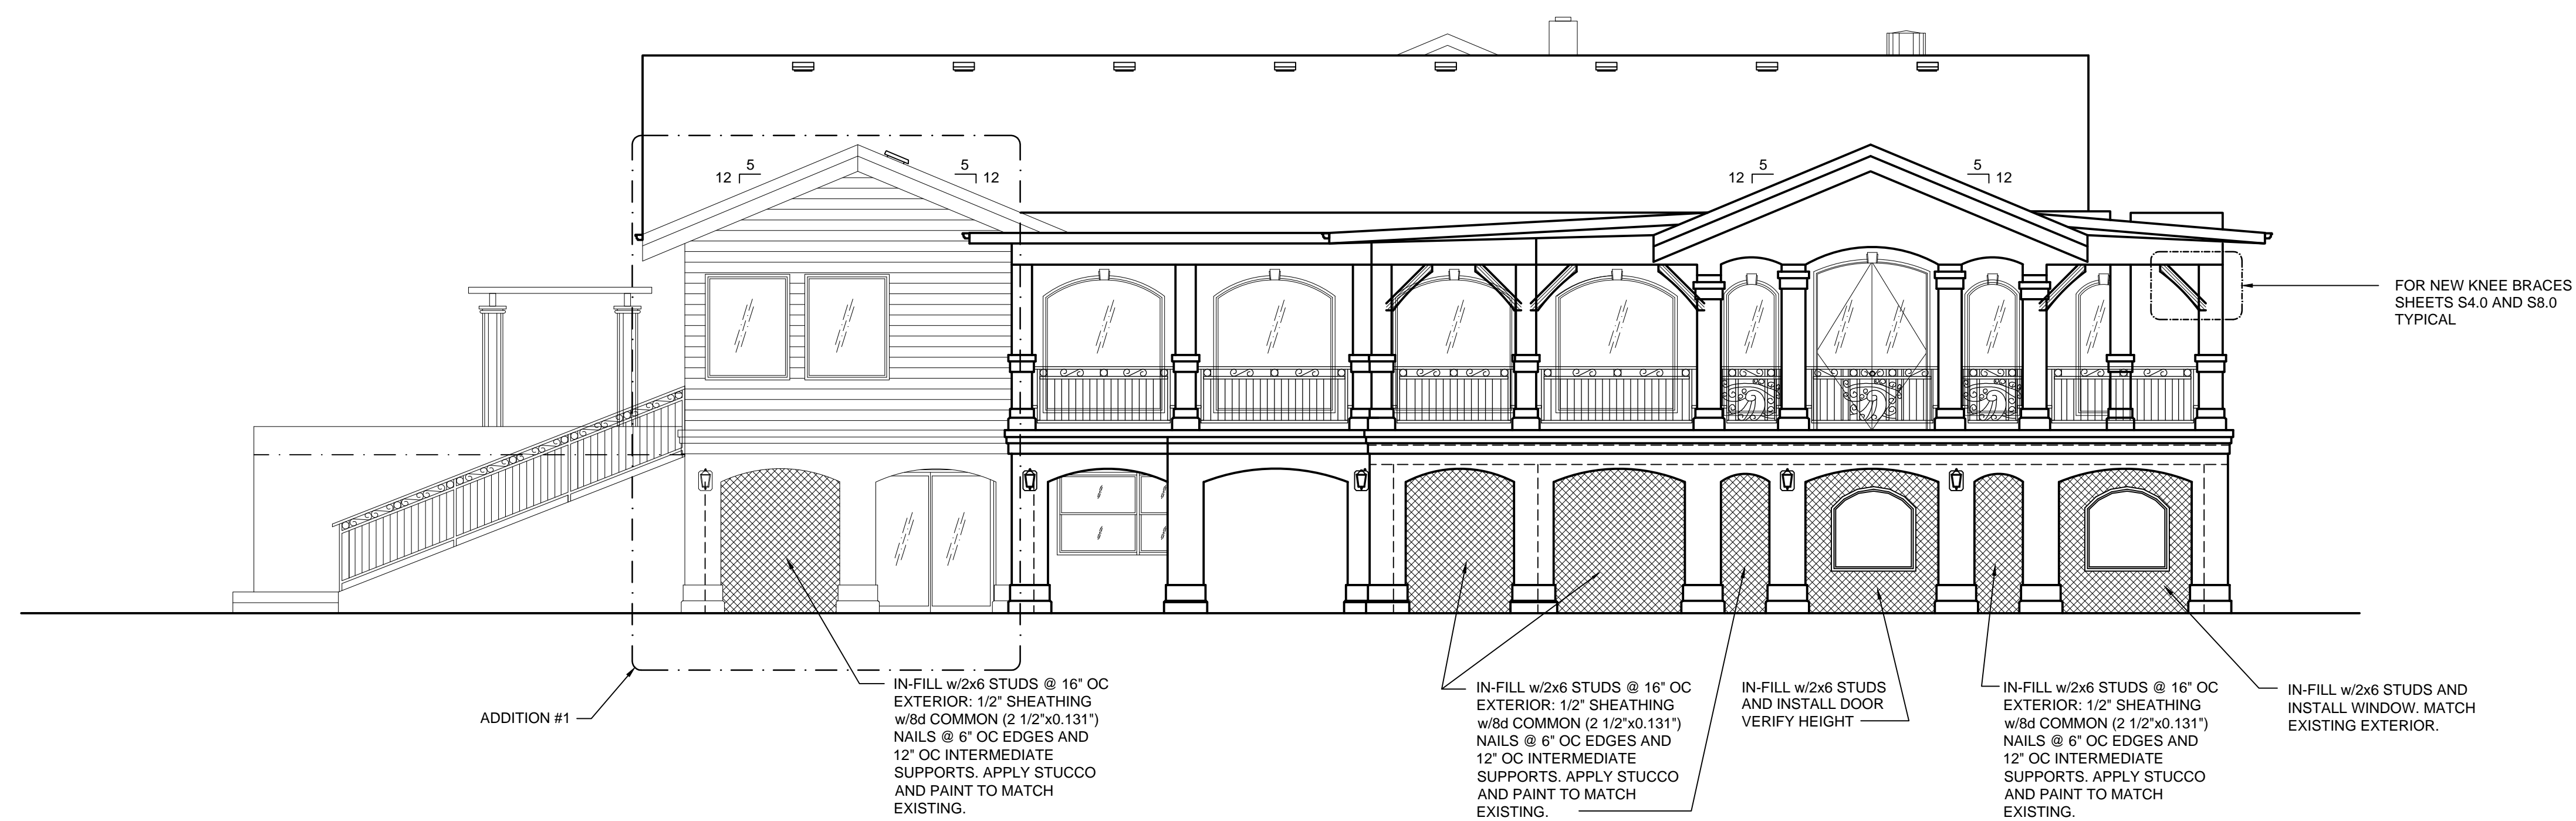 5
12
5
12
5
12
5
12
FOR NEW KNEE BRACES
SHEETS S4.0 AND S8.0
TYPICAL
ADDITION #1
IN-FILL w/2x6 STUDS @ 16" OC
EXTERIOR: 1/2" SHEATHING
w/8d COMMON (2 1/2"x0.131")
NAILS @ 6" OC EDGES AND
12" OC INTERMEDIATE
SUPPORTS. APPLY STUCCO
AND PAINT TO MATCH
EXISTING.
IN-FILL w/2x6 STUDS @ 16" OC
EXTERIOR: 1/2" SHEATHING
w/8d COMMON (2 1/2"x0.131")
NAILS @ 6" OC EDGES AND
12" OC INTERMEDIATE
SUPPORTS. APPLY STUCCO
AND PAINT TO MATCH
EXISTING.
IN-FILL w/2x6 STUDS
AND INSTALL DOOR
VERIFY HEIGHT
IN-FILL w/2x6 STUDS @ 16" OC
EXTERIOR: 1/2" SHEATHING
w/8d COMMON (2 1/2"x0.131")
NAILS @ 6" OC EDGES AND
12" OC INTERMEDIATE
SUPPORTS. APPLY STUCCO
AND PAINT TO MATCH
EXISTING.
IN-FILL w/2x6 STUDS AND
INSTALL WINDOW. MATCH
EXISTING EXTERIOR.